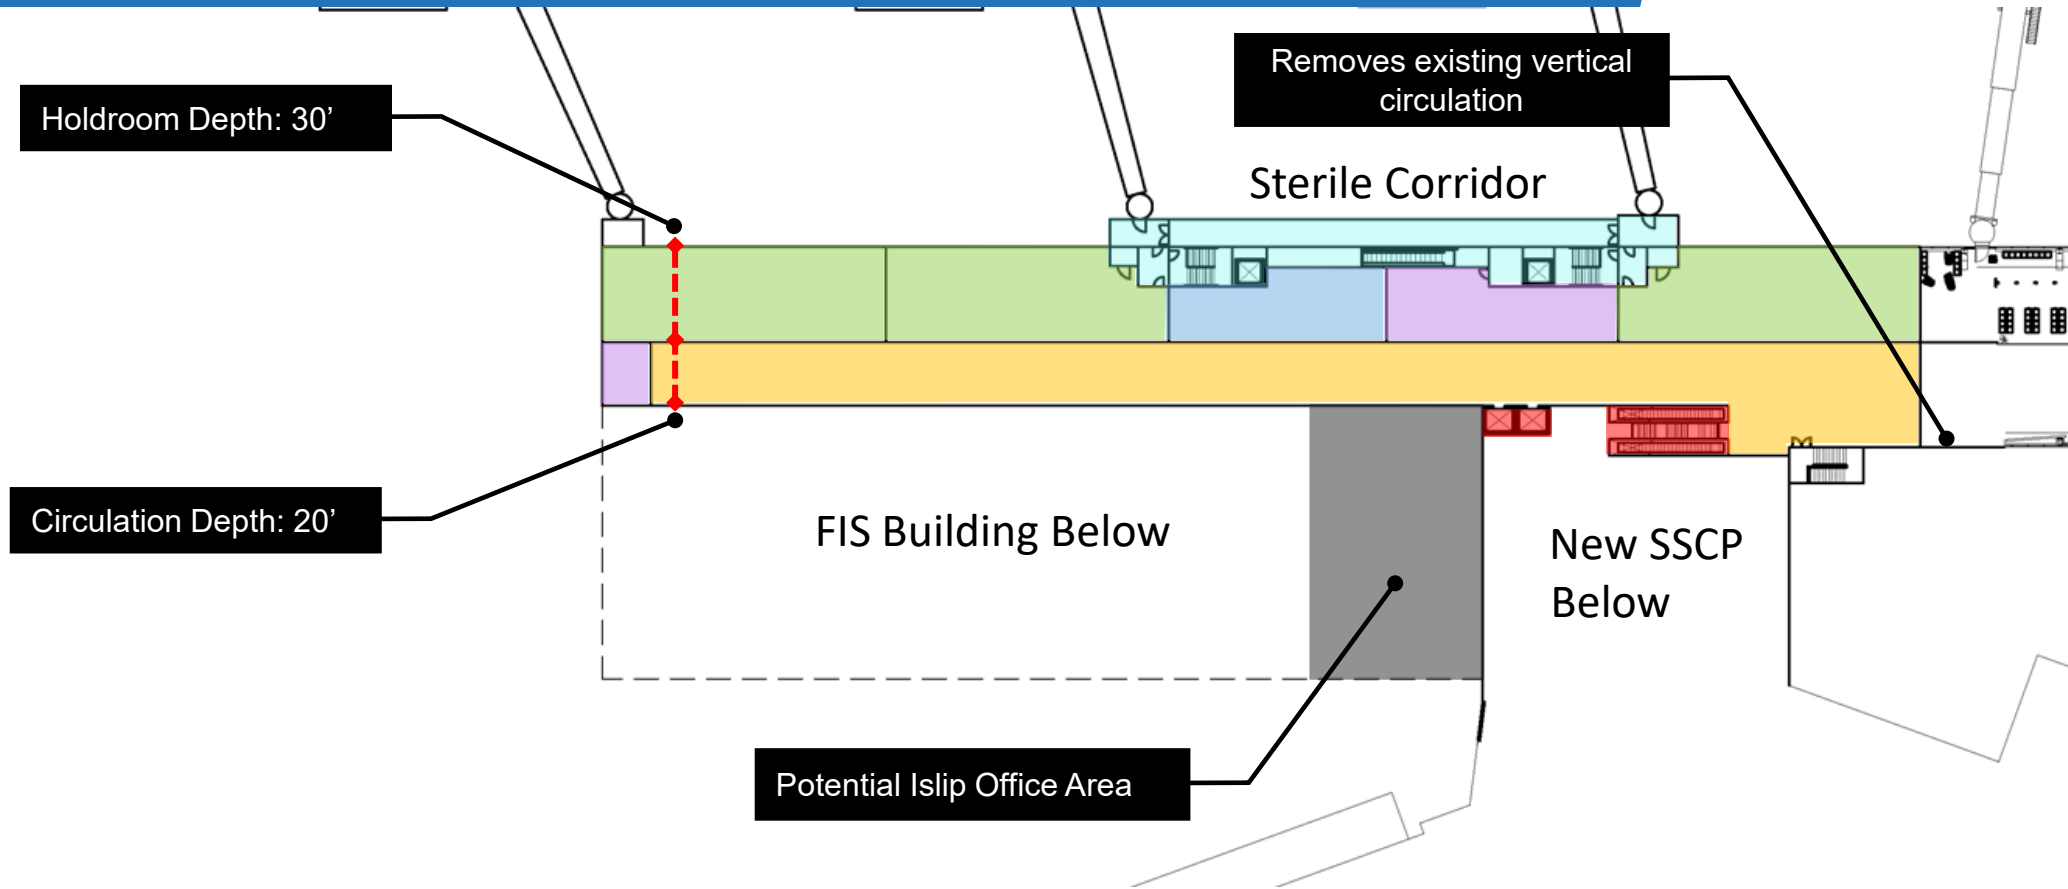 Removes existing vertical
circulation
Holdroom Depth: 30’
Sterile Corridor
Circulation Depth: 20’
FIS Building Below
New SSCP
Below
Potential Islip Office Area